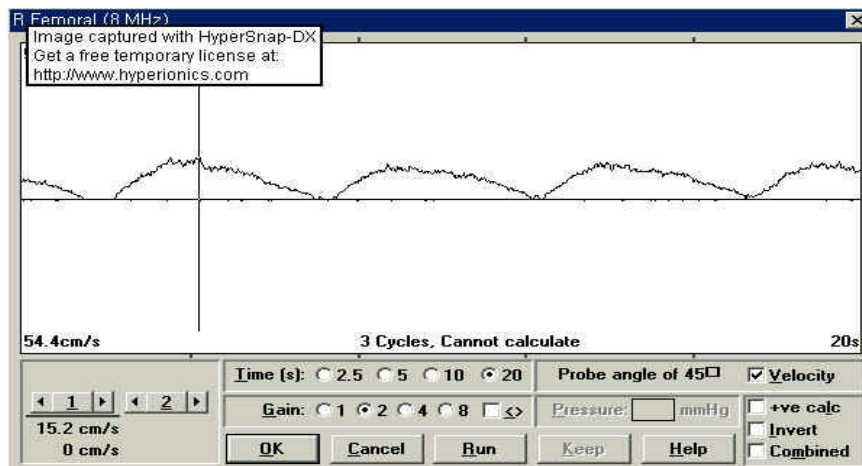 R Femoral (8 MHz)
Image captured with HyperSnap-DX
Get a free temporary license at:
http://www.hyperionics.com
54.4cm/s 3 Cycles, Cannot calculate 20s
Time (s): 2.5 5 10 20 Probe angle of 45 Velocity
1 2 Gain: 1 2 4 8 <> Pressure: mmHg +ve calc
15.2 cm/s Invert
0 cm/s OK Cancel Run Keep Help Combined